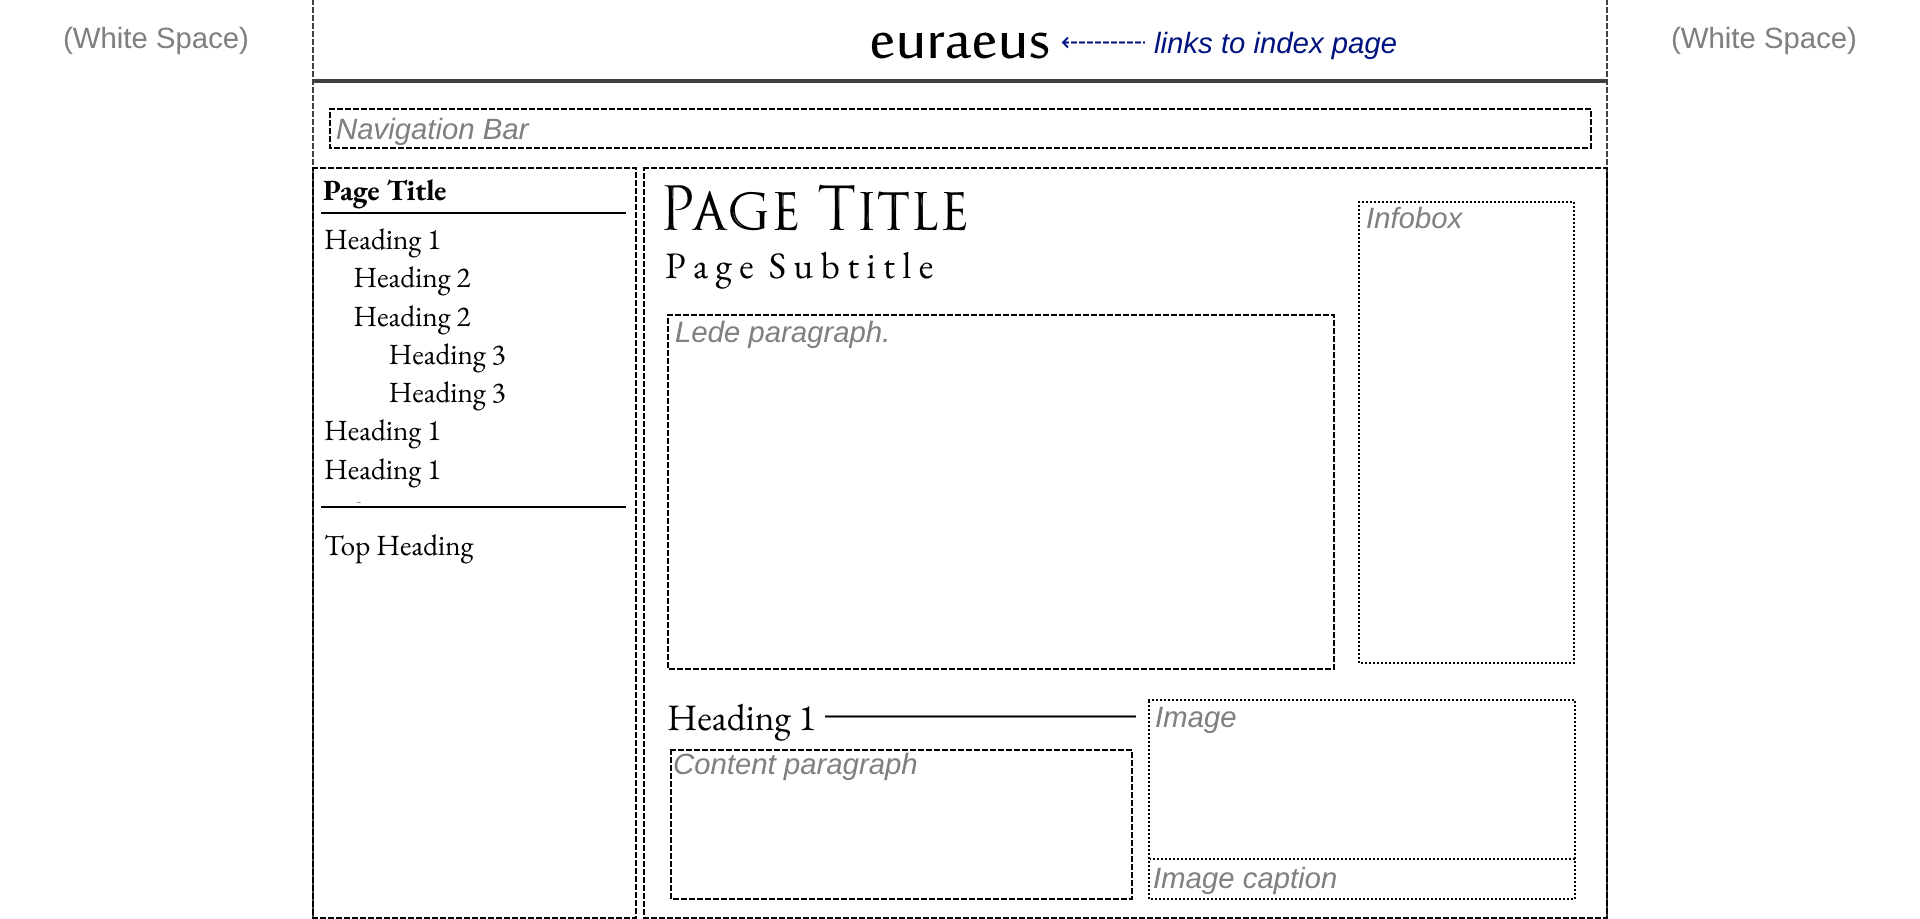 (White Space)
euraeus
links to index page
(White Space)
Navigation Bar
Page Title
Heading 1
Heading 2
Heading 2
Heading 3
Heading 3
Heading 1
Heading 1
Top Heading
Page Title
Page Subtitle
Infobox
Lede paragraph.
Heading 1
Content paragraph
Image
Image caption